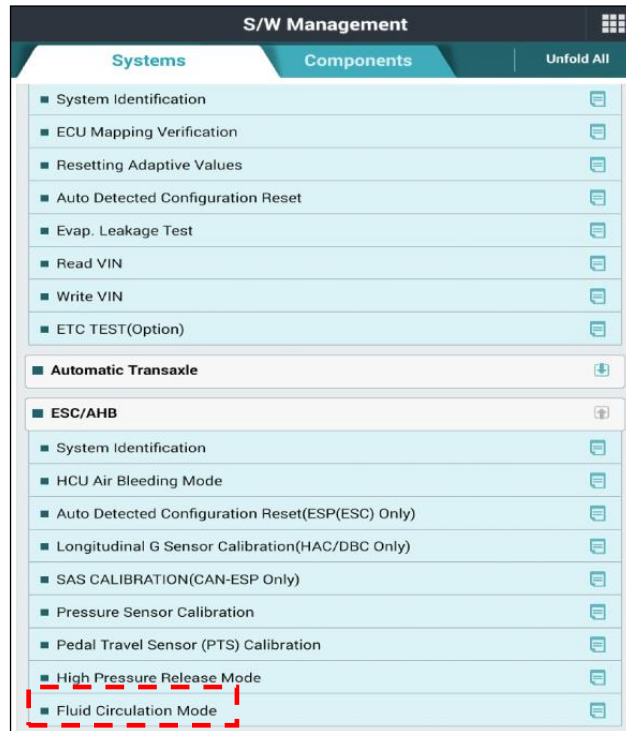 S/W Management
Systems
Components
Unfold All
System Identification
ECU Mapping Verification
Resetting Adaptive Values
Auto Detected Configuration Reset
Evap. Leakage Test
Read VIN
Write VIN
ETC TEST(Option)
Automatic Transaxle
ESC/AHB
System Identification
HCU Air Bleeding Mode
Auto Detected Configuration Reset(ESP(ESC) Only)
Longitudinal G Sensor Calibration(HAC/DBC Only)
SAS CALIBRATION(CAN-ESP Only)
Pressure Sensor Calibration
Pedal Travel Sensor (PTS) Calibration
High Pressure Release Mode
Fluid Circulation Mode